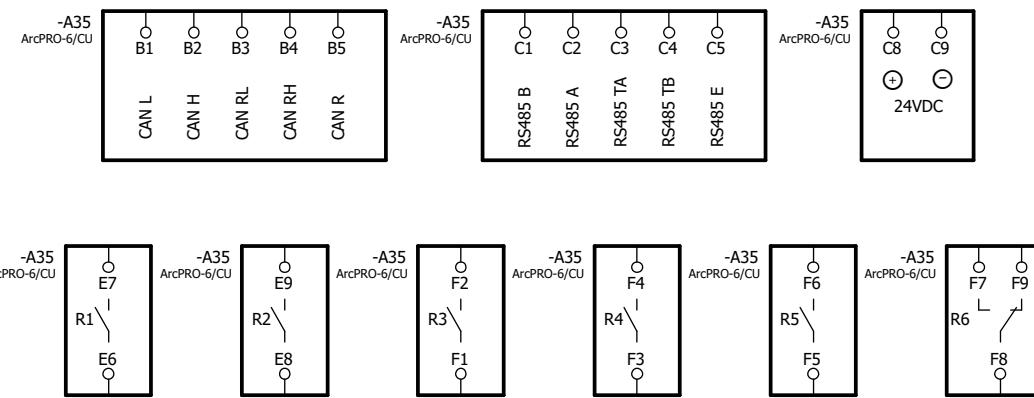 -A35
ArcPRO-6/CU
B1 B2 B3 B4 B5
CAN L
CAN H
CAN RL
CAN RH
CAN R
-A35
ArcPRO-6/CU
C1 C2 C3 C4 C5
RS485 B
RS485 A
RS485 TA
RS485 TB
RS485 E
-A35
ArcPRO-6/CU
C8 C9
+ −
24VDC
-A35
cPRO-6/CU
E7
R1
E6
-A35
ArcPRO-6/CU
E9
R2
E8
-A35
ArcPRO-6/CU
F2
R3
F1
-A35
ArcPRO-6/CU
F4
R4
F3
-A35
ArcPRO-6/CU
F6
R5
F5
-A35
ArcPRO-6/CU
F7 F9
R6
F8